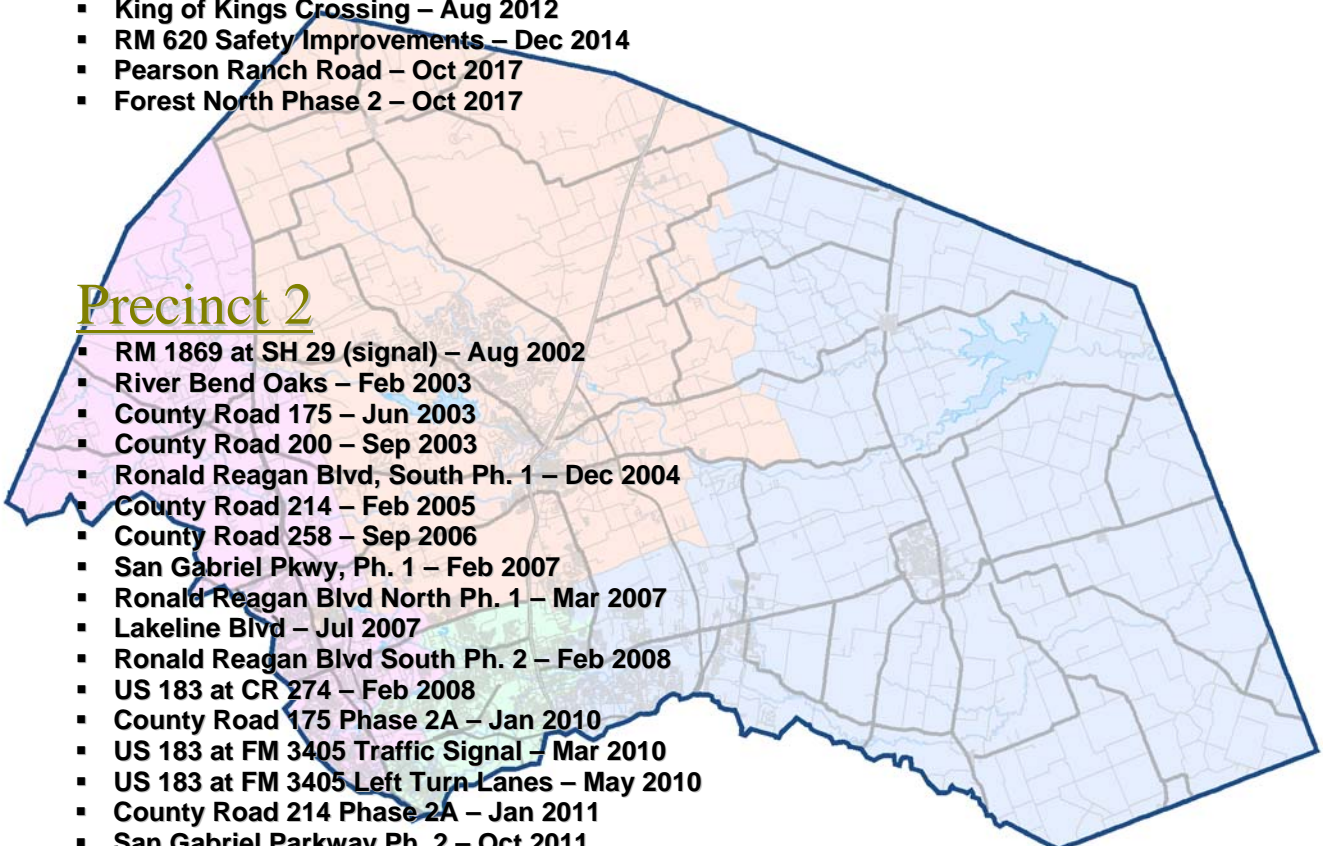 ▪ King of Kings Crossing – Aug 2012
▪ RM 620 Safety Improvements – Dec 2014
▪ Pearson Ranch Road – Oct 2017
▪ Forest North Phase 2 – Oct 2017
Precinct 2
▪ RM 1869 at SH 29 (signal) – Aug 2002
▪ River Bend Oaks – Feb 2003
▪ County Road 175 – Jun 2003
▪ County Road 200 – Sep 2003
▪ Ronald Reagan Blvd, South Ph. 1 – Dec 2004
▪ County Road 214 – Feb 2005
▪ County Road 258 – Sep 2006
▪ San Gabriel Pkwy, Ph. 1 – Feb 2007
▪ Ronald Reagan Blvd North Ph. 1 – Mar 2007
▪ Lakeline Blvd – Jul 2007
▪ Ronald Reagan Blvd South Ph. 2 – Feb 2008
▪ US 183 at CR 274 – Feb 2008
▪ County Road 175 Phase 2A – Jan 2010
▪ US 183 at FM 3405 Traffic Signal – Mar 2010
▪ US 183 at FM 3405 Left Turn Lanes – May 2010
▪ County Road 214 Phase 2A – Jan 2011
▪ San Gabriel Parkway Ph. 2 – Oct 2011